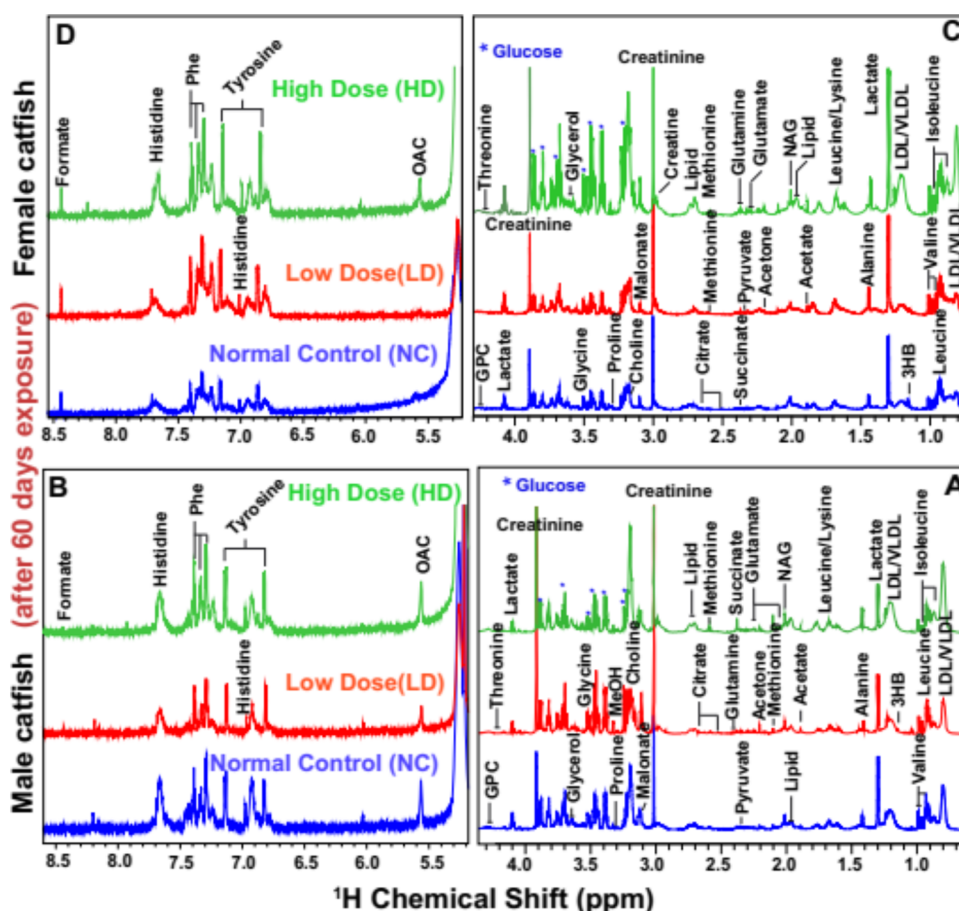 Female catfish
(after 60 days exposure)
Male catfish
D
High Dose (HD)
Low Dose(LD)
Normal Control (NC)
Formate
Histidine
Phe
Tyrosine
Histidine
OAC
8.5 8.0 7.5 7.0 6.5 6.0 5.5
C
* Glucose
Creatinine
Threonine
Glycerol
Creatine
Lipid
Methionine
Glutamine
Glutamate
NAG
Lipid
Leucine/Lysine
Lactate
LDL/VLDL
Isoleucine
Creatinine
Malonate
Methionine
Pyruvate
Acetone
Acetate
Alanine
Valine
LDL/VLDL
GPC
Lactate
Glycine
Proline
Choline
Citrate
Succinate
3HB
Leucine
4.0 3.5 3.0 2.5 2.0 1.5 1.0
B
High Dose (HD)
Low Dose(LD)
Normal Control (NC)
Formate
Histidine
Phe
Tyrosine
Histidine
OAC
8.5 8.0 7.5 7.0 6.5 6.0 5.5
A
* Glucose
Creatinine
Creatinine
Lactate
Lipid
Methionine
Succinate
Glutamate
NAG
Leucine/Lysine
Lactate
LDL/VLDL
Isoleucine
Threonine
Glycine
MeOH
Choline
Citrate
Glutamine
Acetone
Methionine
Acetate
Alanine
3HB
Leucine
LDL/VLDL
GPC
Glycerol
Proline
Malonate
Pyruvate
Lipid
Valine
4.0 3.5 3.0 2.5 2.0 1.5 1.0
¹H Chemical Shift (ppm)